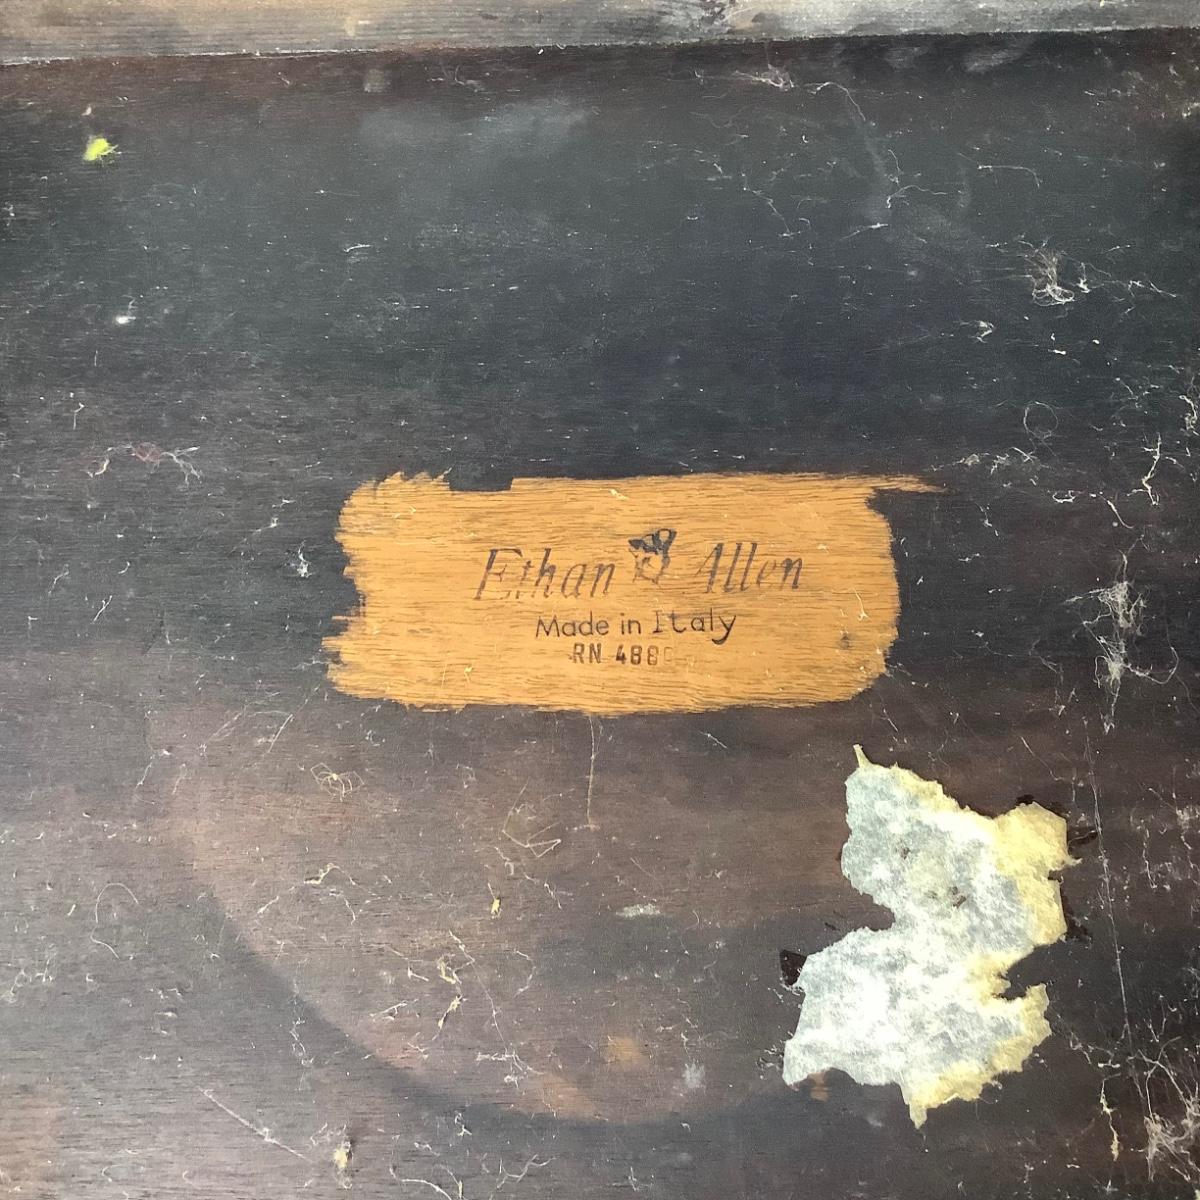 Ethan Allen
Made in Italy
RN 488